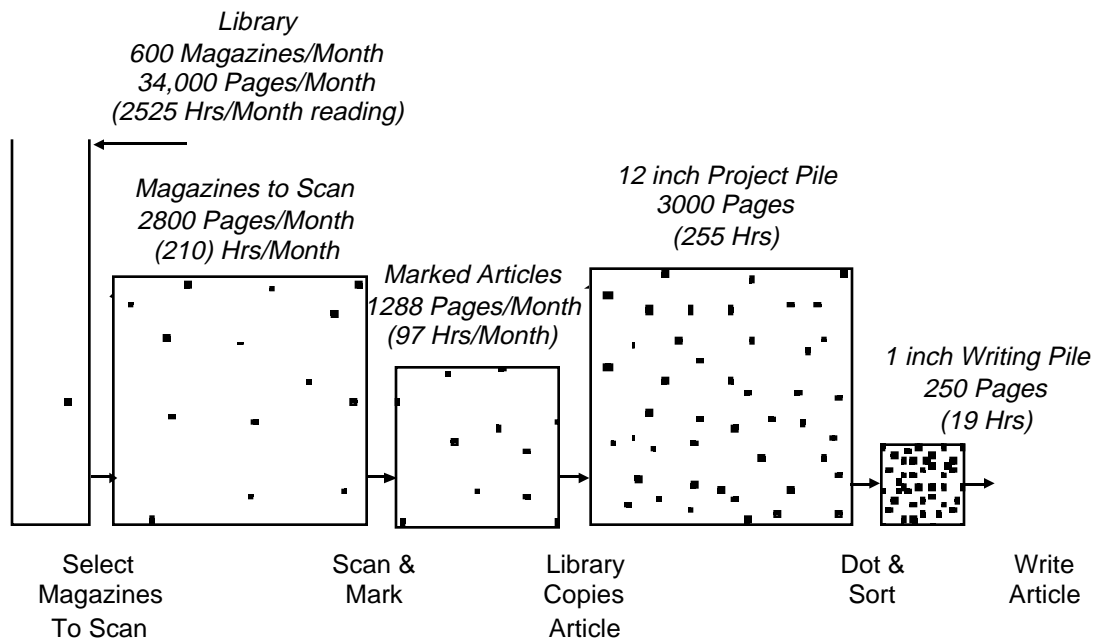 Library
600 Magazines/Month
34,000 Pages/Month
(2525 Hrs/Month reading)
Magazines to Scan
2800 Pages/Month
(210) Hrs/Month
Marked Articles
1288 Pages/Month
(97 Hrs/Month)
12 inch Project Pile
3000 Pages
(255 Hrs)
1 inch Writing Pile
250 Pages
(19 Hrs)
Select
Magazines
To Scan
Scan &
Mark
Library
Copies
Article
Dot &
Sort
Write
Article